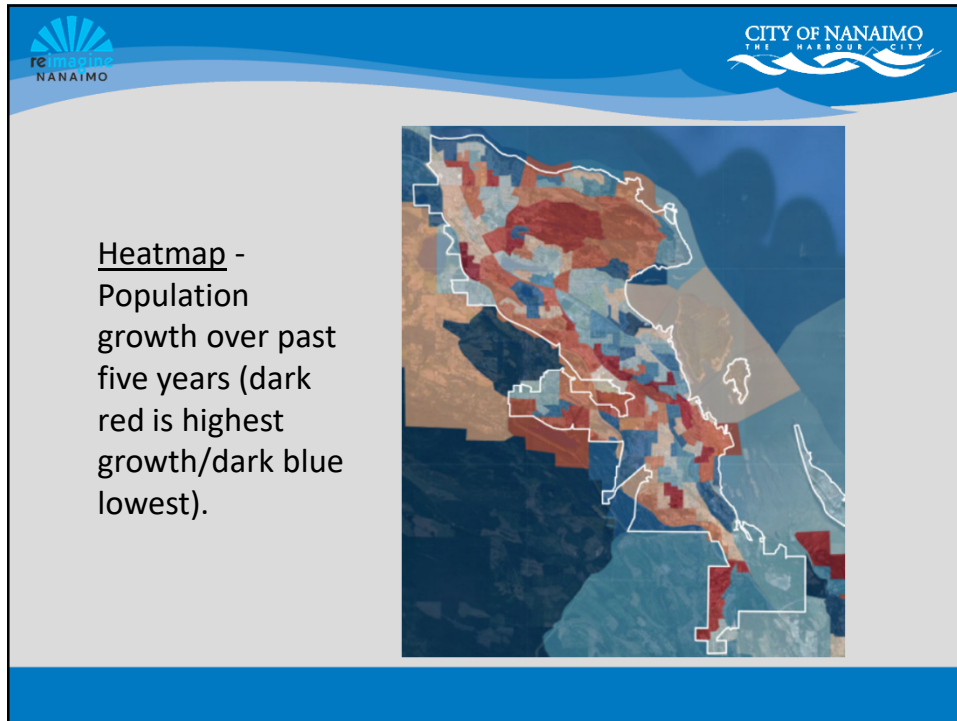 reimagine
NANAIMO
CITY OF NANAIMO
THE HARBOUR CITY
Heatmap -
Population
growth over past
five years (dark
red is highest
growth/dark blue
lowest).